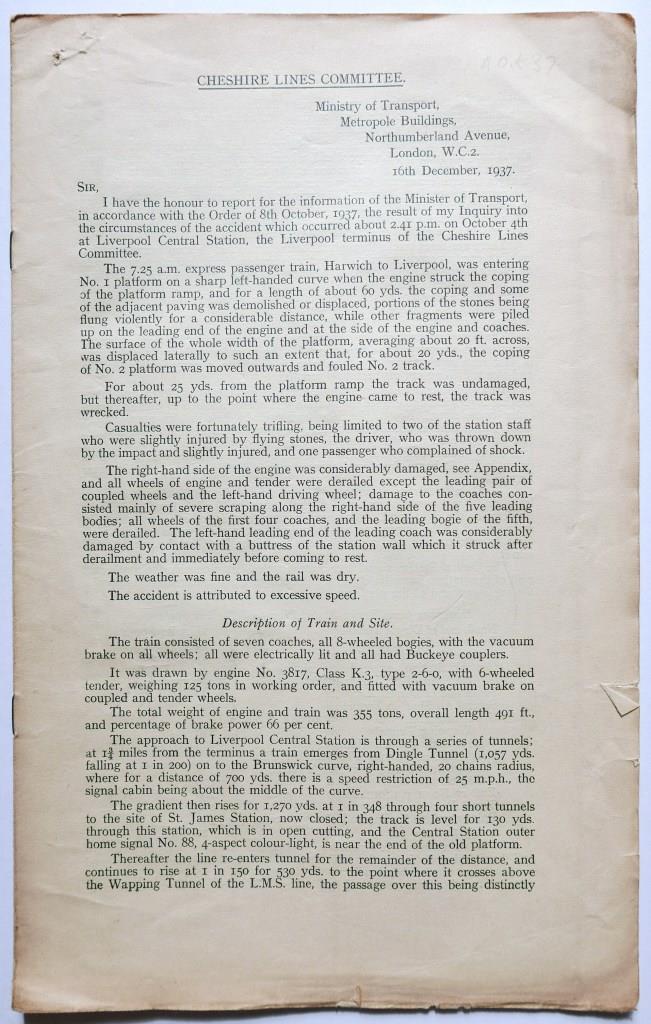 CHESHIRE LINES COMMITTEE.
Ministry of Transport,
Metropole Buildings,
Northumberland Avenue,
London, W.C.2.
16th December, 1937.
SIR,
I have the honour to report for the information of the Minister of Transport,
in accordance with the Order of 8th October, 1937, the result of my Inquiry into
the circumstances of the accident which occurred about 2.41 p.m. on October 4th
at Liverpool Central Station, the Liverpool terminus of the Cheshire Lines
Committee.
The 7.25 a.m. express passenger train, Harwich to Liverpool, was entering
No. 1 platform on a sharp left-handed curve when the engine struck the coping
of the platform ramp, and for a length of about 60 yds. the coping and some
of the adjacent paving was demolished or displaced, portions of the stones being
flung violently for a considerable distance, while other fragments were piled
up on the leading end of the engine and at the side of the engine and coaches.
The surface of the whole width of the platform, averaging about 20 ft. across,
was displaced laterally to such an extent that, for about 20 yds., the coping
of No. 2 platform was moved outwards and fouled No. 2 track.
For about 25 yds. from the platform ramp the track was undamaged,
but thereafter, up to the point where the engine came to rest, the track was
wrecked.
Casualties were fortunately trifling, being limited to two of the station staff
who were slightly injured by flying stones, the driver, who was thrown down
by the impact and slightly injured, and one passenger who complained of shock.
The right-hand side of the engine was considerably damaged, see Appendix,
and all wheels of engine and tender were derailed except the leading pair of
coupled wheels and the left-hand driving wheel; damage to the coaches con-
sisted mainly of severe scraping along the right-hand side of the five leading
bodies; all wheels of the first four coaches, and the leading bogie of the fifth,
were derailed. The left-hand leading end of the leading coach was considerably
damaged by contact with a buttress of the station wall which it struck after
derailment and immediately before coming to rest.
The weather was fine and the rail was dry.
The accident is attributed to excessive speed.
Description of Train and Site.
The train consisted of seven coaches, all 8-wheeled bogies, with the vacuum
brake on all wheels; all were electrically lit and all had Buckeye couplers.
It was drawn by engine No. 3817, Class K.3, type 2-6-0, with 6-wheeled
tender, weighing 125 tons in working order, and fitted with vacuum brake on
coupled and tender wheels.
The total weight of engine and train was 355 tons, overall length 491 ft.,
and percentage of brake power 66 per cent.
The approach to Liverpool Central Station is through a series of tunnels;
at 1¾ miles from the terminus a train emerges from Dingle Tunnel (1,057 yds.
falling at 1 in 200) on to the Brunswick curve, right-handed, 20 chains radius,
where for a distance of 700 yds. there is a speed restriction of 25 m.p.h., the
signal cabin being about the middle of the curve.
The gradient then rises for 1,270 yds. at 1 in 348 through four short tunnels
to the site of St. James Station, now closed; the track is level for 130 yds.
through this station, which is in open cutting, and the Central Station outer
home signal No. 88, 4-aspect colour-light, is near the end of the old platform.
Thereafter the line re-enters tunnel for the remainder of the distance, and
continues to rise at 1 in 150 for 530 yds. to the point where it crosses above
the Wapping Tunnel of the L.M.S. line, the passage over this being distinctly